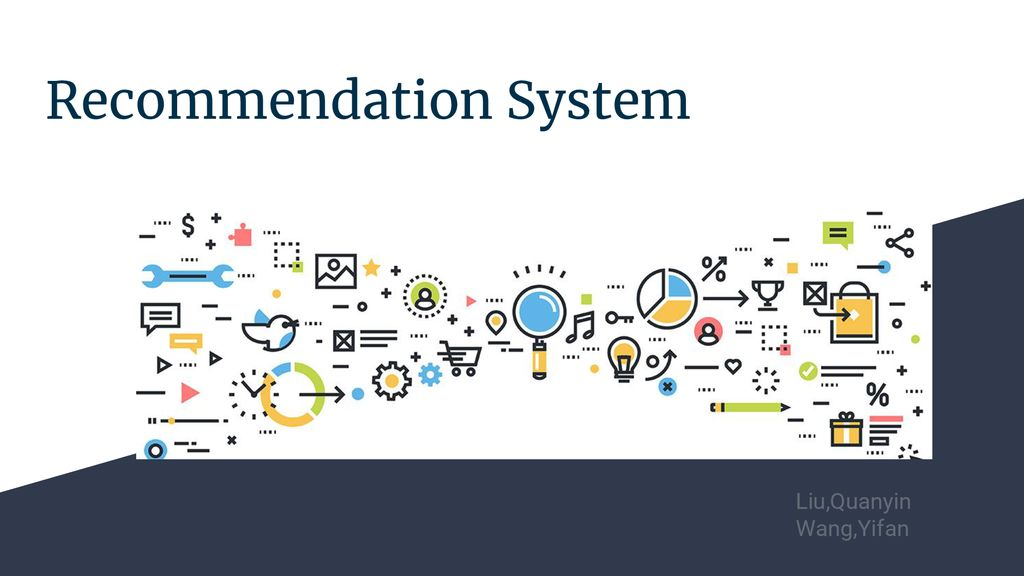 Recommendation System
$
%
%
Liu,Quanyin
Wang,Yifan